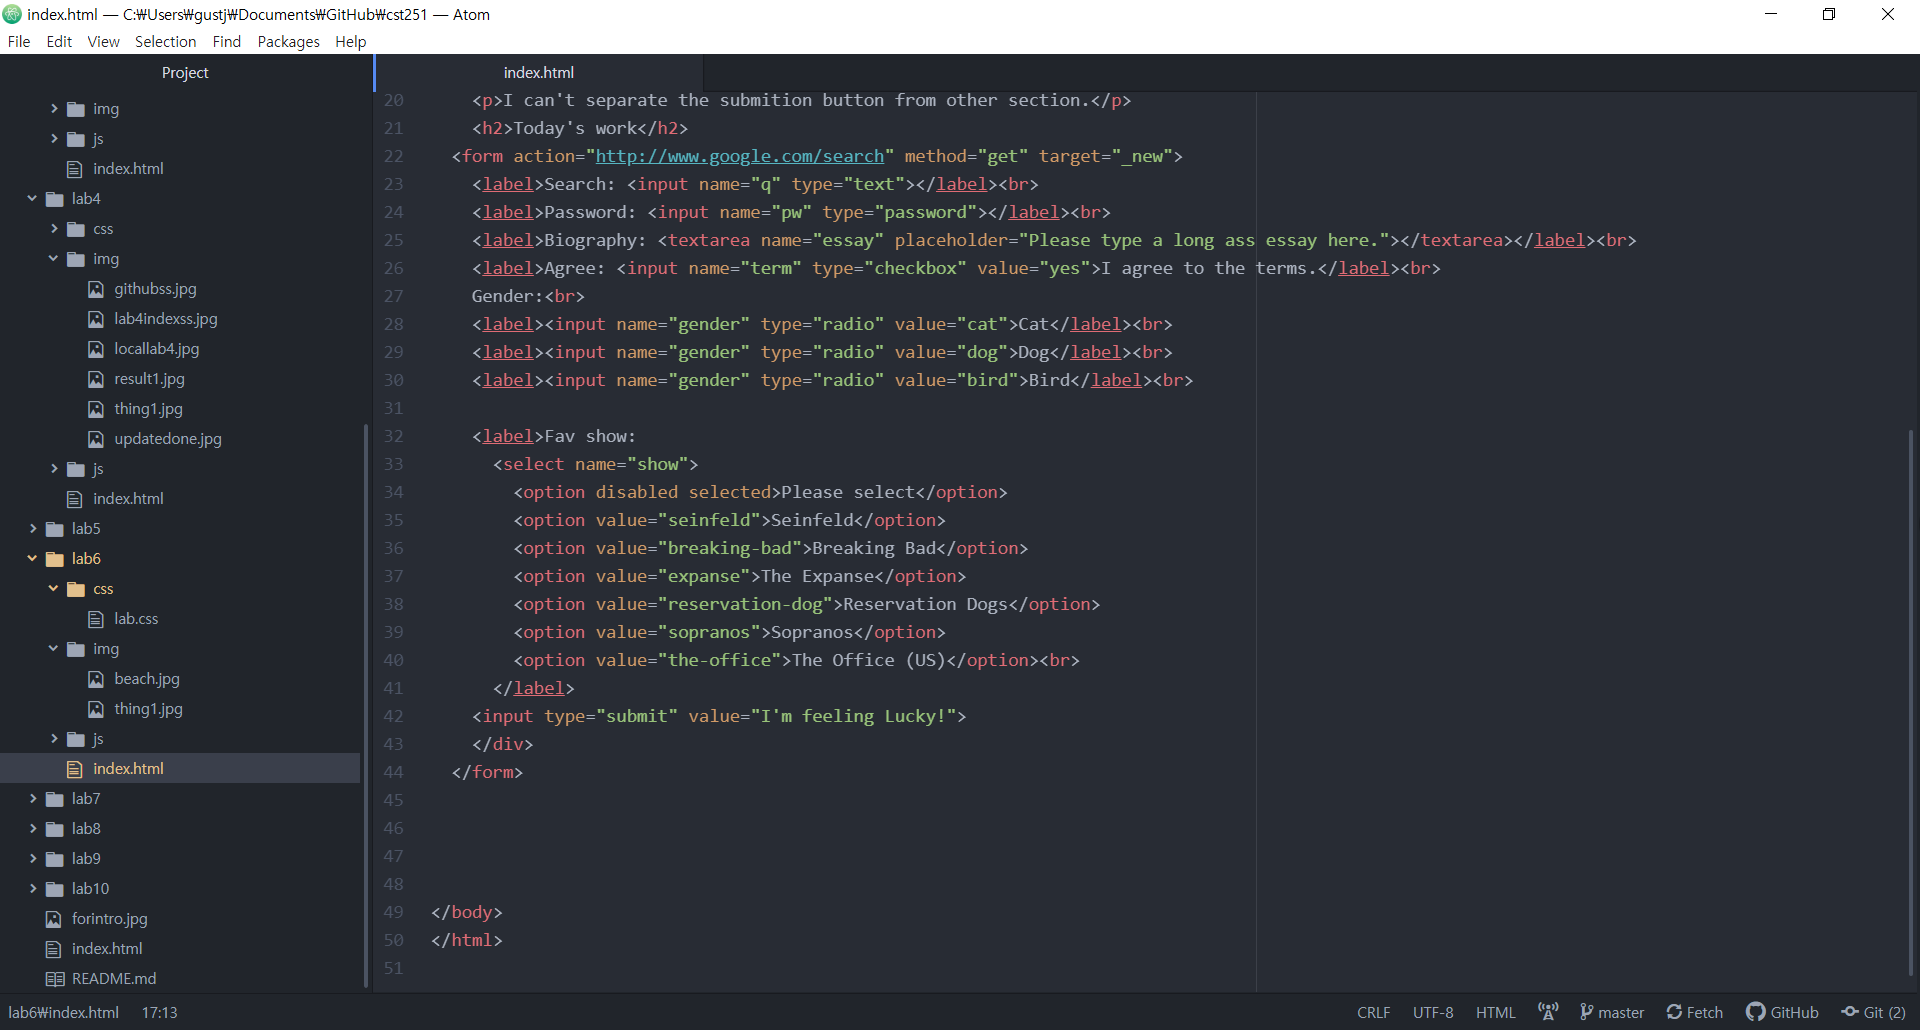 index.html — C:₩Users₩gustj₩Documents₩GitHub₩cst251 — Atom
File Edit View Selection Find Packages Help
Project
img
js
index.html
lab4
css
img
githubss.jpg
lab4indexss.jpg
locallab4.jpg
result1.jpg
thing1.jpg
updatedone.jpg
js
index.html
lab5
lab6
css
lab.css
img
beach.jpg
thing1.jpg
js
index.html
lab7
lab8
lab9
lab10
forintro.jpg
index.html
README.md
index.html
20 <p>I can't separate the submition button from other section.</p>
21 <h2>Today's work</h2>
22 <form action="http://www.google.com/search" method="get" target="_new">
23 <label>Search: <input name="q" type="text"></label><br>
24 <label>Password: <input name="pw" type="password"></label><br>
25 <label>Biography: <textarea name="essay" placeholder="Please type a long ass essay here."></textarea></label><br>
26 <label>Agree: <input name="term" type="checkbox" value="yes">I agree to the terms.</label><br>
27 Gender:<br>
28 <label><input name="gender" type="radio" value="cat">Cat</label><br>
29 <label><input name="gender" type="radio" value="dog">Dog</label><br>
30 <label><input name="gender" type="radio" value="bird">Bird</label><br>
31
32 <label>Fav show:
33 <select name="show">
34 <option disabled selected>Please select</option>
35 <option value="seinfeld">Seinfeld</option>
36 <option value="breaking-bad">Breaking Bad</option>
37 <option value="expanse">The Expanse</option>
38 <option value="reservation-dog">Reservation Dogs</option>
39 <option value="sopranos">Sopranos</option>
40 <option value="the-office">The Office (US)</option><br>
41 </label>
42 <input type="submit" value="I'm feeling Lucky!">
43 </div>
44 </form>
45
46
47
48
49 </body>
50 </html>
51
lab6₩index.html 17:13 CRLF UTF-8 HTML master Fetch GitHub Git (2)